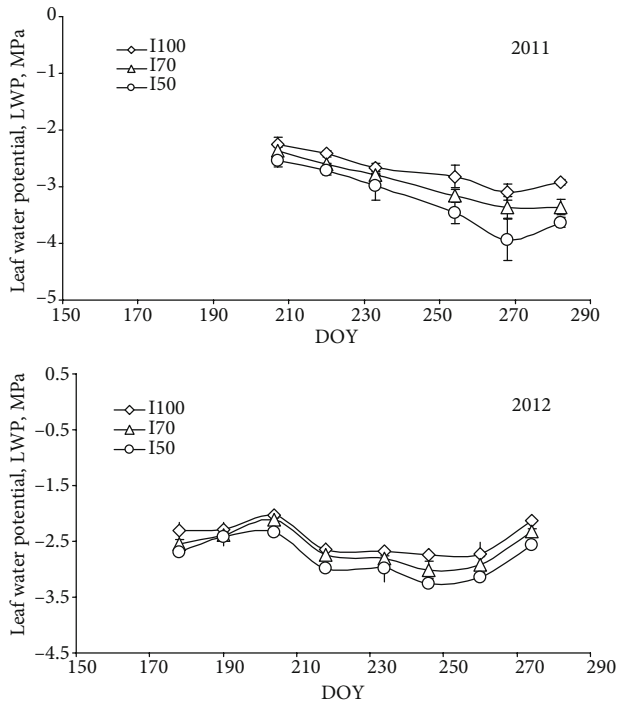 Leaf water potential, LWP, MPa
0
−1
−2
−3
−4
−5
I100
I70
I50
2011
150 170 190 210 230 250 270 290
DOY
Leaf water potential, LWP, MPa
0.5
−0.5
−1.5
−2.5
−3.5
−4.5
I100
I70
I50
2012
150 170 190 210 230 250 270 290
DOY